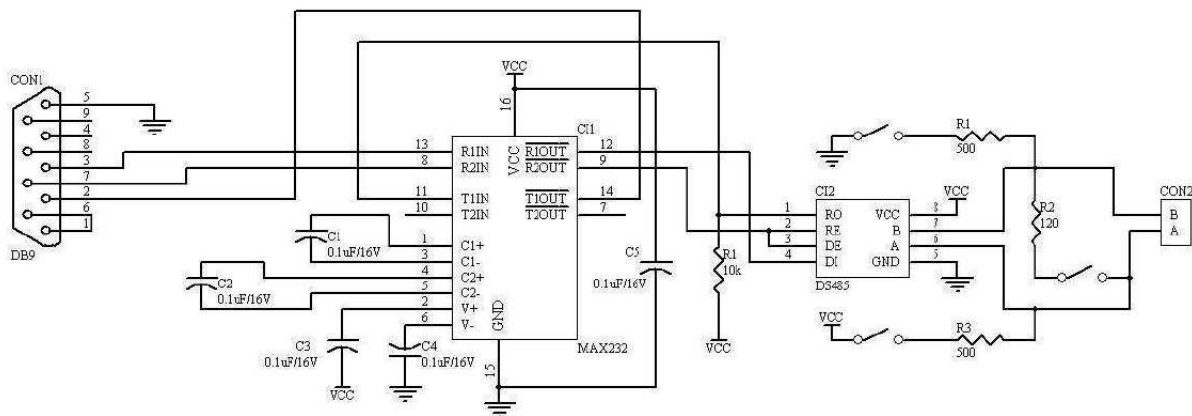 CON1
5
9
4
8
3
7
2
6
1
DB9
VCC
16
CI1
13 R1IN VCC R1OUT 12
8 R2IN R2OUT 9
11 T1IN T1OUT 14
10 T2IN T2OUT 7
1 C1+
3 C1-
4 C2+
5 C2-
2 V+
6 V-
GND
15
MAX232
C1
0.1uF/16V
C2
0.1uF/16V
C3
0.1uF/16V
VCC
C4
0.1uF/16V
C5
0.1uF/16V
R1
10k
VCC
R1
500
CI2
VCC
1 RO VCC 8
2 RE B 7
3 DE A 6
4 DI GND 5
DS485
R2
120
CON2
B
A
VCC
R3
500